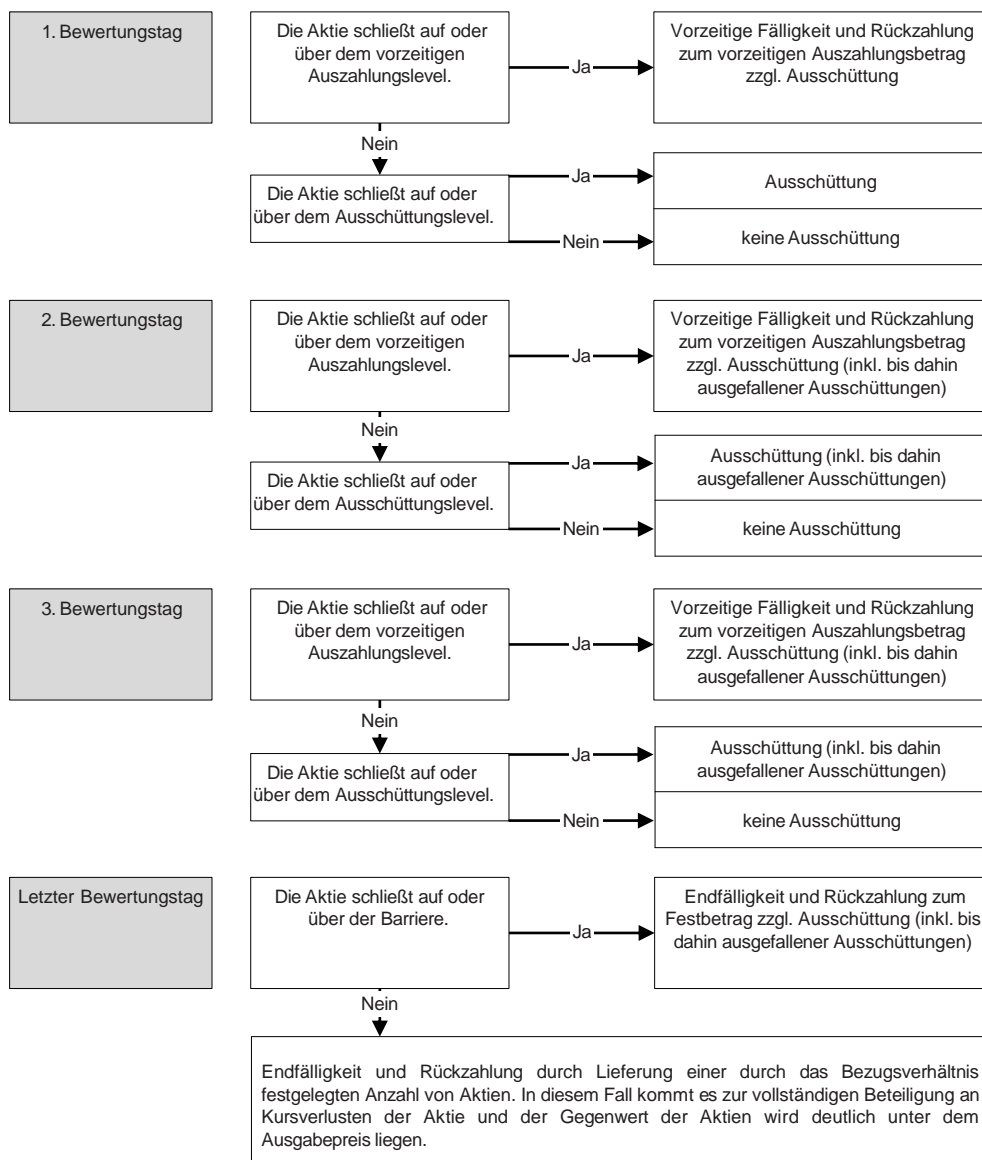 1. Bewertungstag
Die Aktie schließt auf oder
über dem vorzeitigen
Auszahlungslevel.
Ja
Vorzeitige Fälligkeit und Rückzahlung
zum vorzeitigen Auszahlungsbetrag
zzgl. Ausschüttung
Nein
Die Aktie schließt auf oder
über dem Ausschüttungslevel.
Ja
Ausschüttung
Nein
keine Ausschüttung
2. Bewertungstag
Die Aktie schließt auf oder
über dem vorzeitigen
Auszahlungslevel.
Ja
Vorzeitige Fälligkeit und Rückzahlung
zum vorzeitigen Auszahlungsbetrag
zzgl. Ausschüttung (inkl. bis dahin
ausgefallener Ausschüttungen)
Nein
Die Aktie schließt auf oder
über dem Ausschüttungslevel.
Ja
Ausschüttung (inkl. bis dahin
ausgefallener Ausschüttungen)
Nein
keine Ausschüttung
3. Bewertungstag
Die Aktie schließt auf oder
über dem vorzeitigen
Auszahlungslevel.
Ja
Vorzeitige Fälligkeit und Rückzahlung
zum vorzeitigen Auszahlungsbetrag
zzgl. Ausschüttung (inkl. bis dahin
ausgefallener Ausschüttungen)
Nein
Die Aktie schließt auf oder
über dem Ausschüttungslevel.
Ja
Ausschüttung (inkl. bis dahin
ausgefallener Ausschüttungen)
Nein
keine Ausschüttung
Letzter Bewertungstag
Die Aktie schließt auf oder
über der Barriere.
Ja
Endfälligkeit und Rückzahlung zum
Festbetrag zzgl. Ausschüttung (inkl. bis
dahin ausgefallener Ausschüttungen)
Nein
Endfälligkeit und Rückzahlung durch Lieferung einer durch das Bezugsverhältnis
festgelegten Anzahl von Aktien. In diesem Fall kommt es zur vollständigen Beteiligung an
Kursverlusten der Aktie und der Gegenwert der Aktien wird deutlich unter dem
Ausgabepreis liegen.